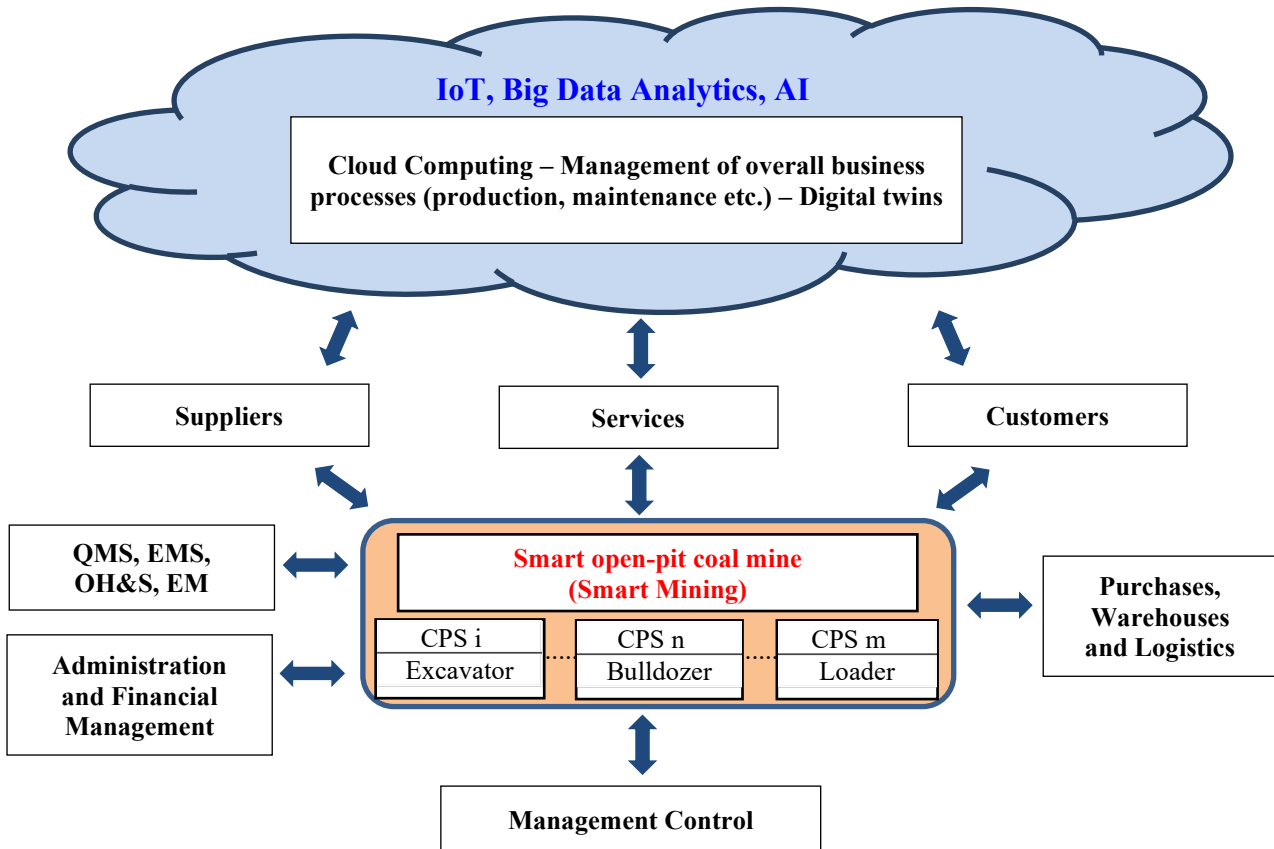 IoT, Big Data Analytics, AI
Cloud Computing – Management of overall business
processes (production, maintenance etc.) – Digital twins
Suppliers
Services
Customers
QMS, EMS,
OH&S, EM
Smart open-pit coal mine
(Smart Mining)
Purchases,
Warehouses
and Logistics
Administration
and Financial
Management
CPS i
Excavator
CPS n
Bulldozer
CPS m
Loader
Management Control